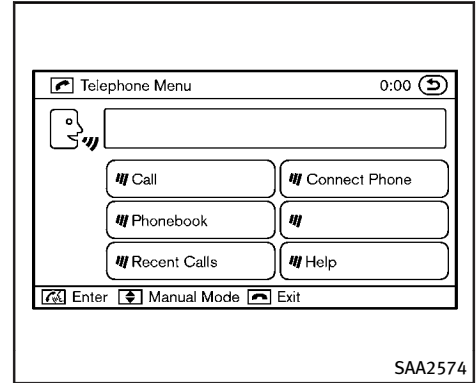 Telephone Menu 0:00
Call Connect Phone
Phonebook
Recent Calls Help
Enter Manual Mode Exit
SAA2574